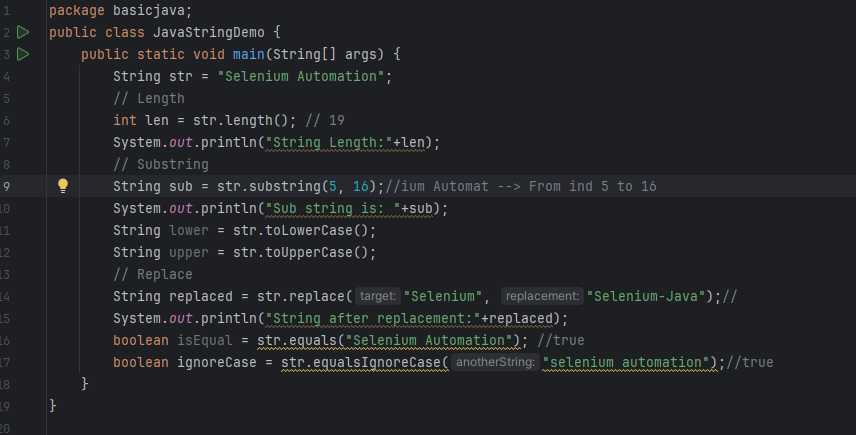 1 package basicjava;
2 public class JavaStringDemo {
3 public static void main(String[] args) {
4 String str = "Selenium Automation";
5 // Length
6 int len = str.length(); // 19
7 System.out.println("String Length:"+len);
8 // Substring
9 String sub = str.substring(5, 16);//ium Automat --> From ind 5 to 16
10 System.out.println("Sub string is: "+sub);
11 String lower = str.toLowerCase();
12 String upper = str.toUpperCase();
13 // Replace
14 String replaced = str.replace( target: "Selenium", replacement: "Selenium-Java");//
15 System.out.println("String after replacement:"+replaced);
16 boolean isEqual = str.equals("Selenium Automation"); //true
17 boolean ignoreCase = str.equalsIgnoreCase( anotherString: "selenium automation");//true
18 }
19 }
20